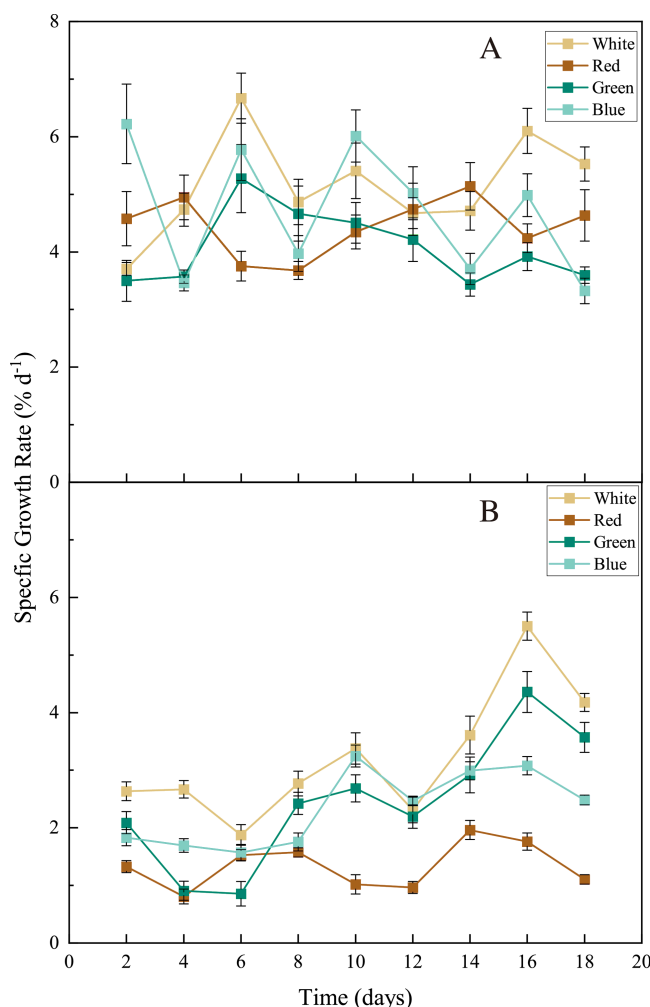 8
A
White
Red
Green
Blue
6
4
2
0
Specfic Growth Rate (% d-1)
B
White
Red
Green
Blue
6
4
2
0
0 2 4 6 8 10 12 14 16 18 20
Time (days)